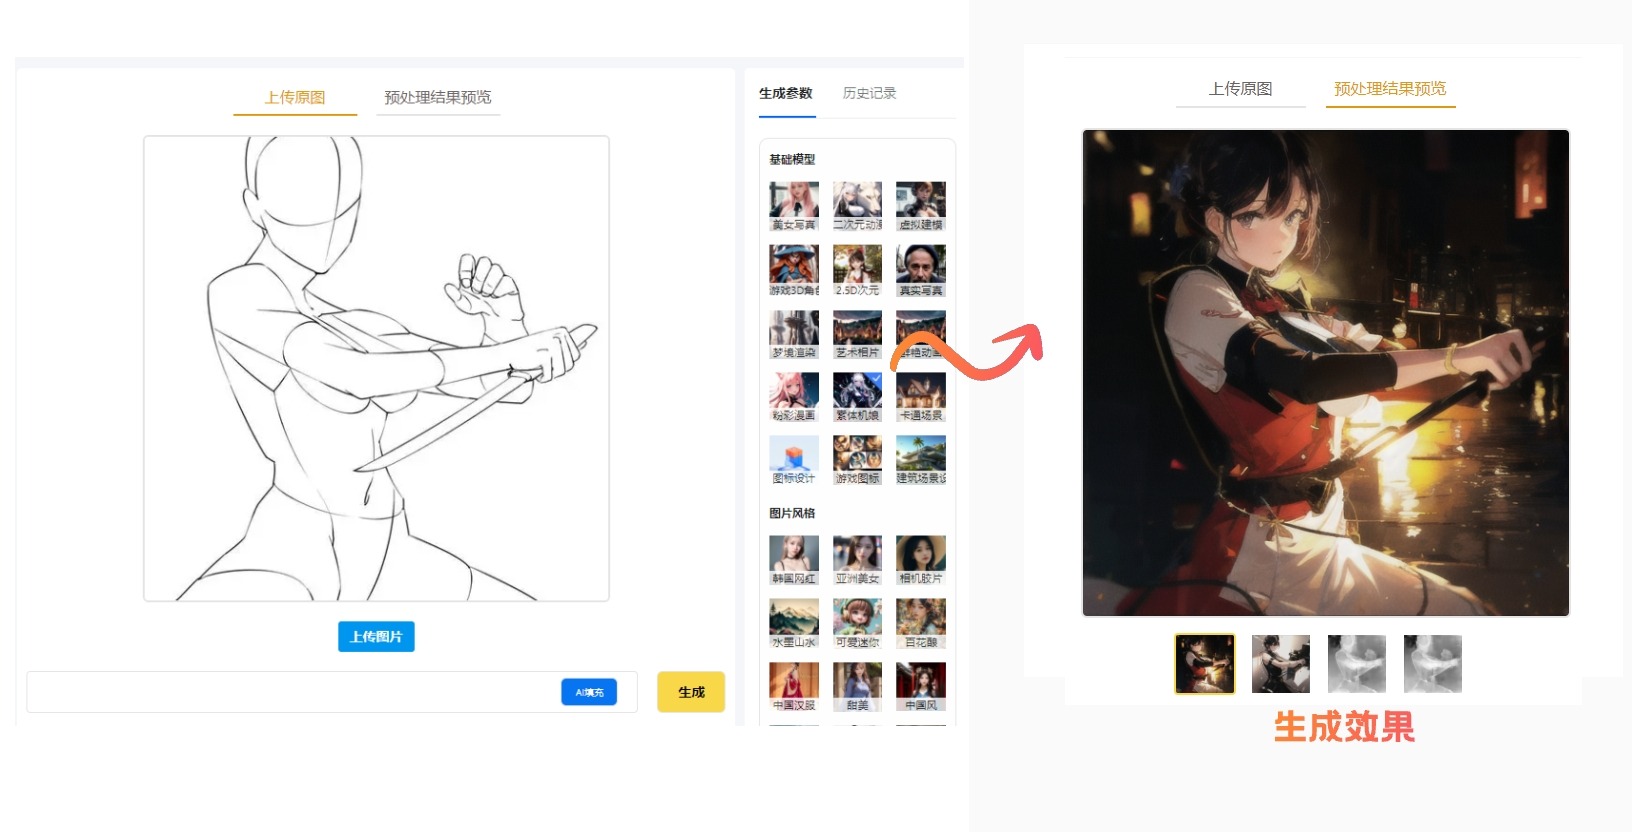 上传原图
预处理结果预览
上传图片
AI填充
生成
生成参数
历史记录
基础模型
美女写真
二次元动漫
虚拟建模
游戏3D角色
2.5D次元
真实写真
梦境渲染
艺术相片
鲜艳动画
粉彩漫画
繁体机娘
卡通场景
图标设计
游戏图标
建筑场景设
图片风格
韩国网红
亚洲美女
相机胶片
水墨山水
可爱迷你
百花酿
中国汉服
甜美
中国风
上传原图
预处理结果预览
生成效果